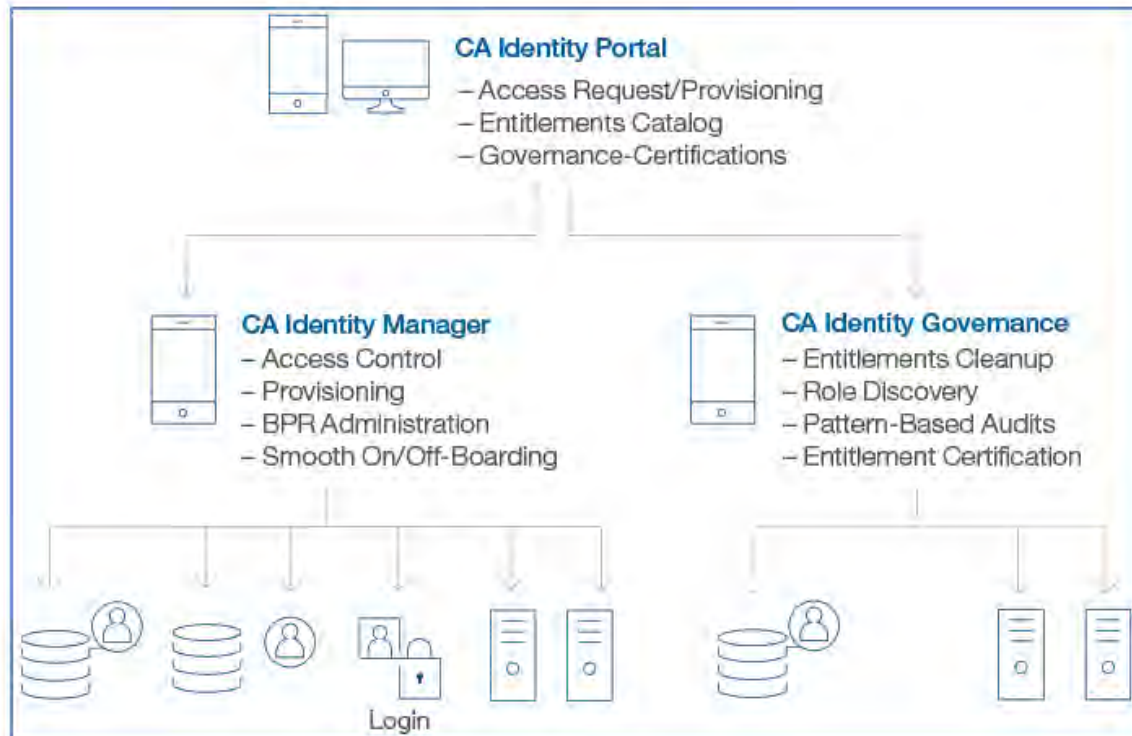 CA Identity Portal
– Access Request/Provisioning
– Entitlements Catalog
– Governance-Certifications
CA Identity Manager
– Access Control
– Provisioning
– BPR Administration
– Smooth On/Off-Boarding
CA Identity Governance
– Entitlements Cleanup
– Role Discovery
– Pattern-Based Audits
– Entitlement Certification
Login